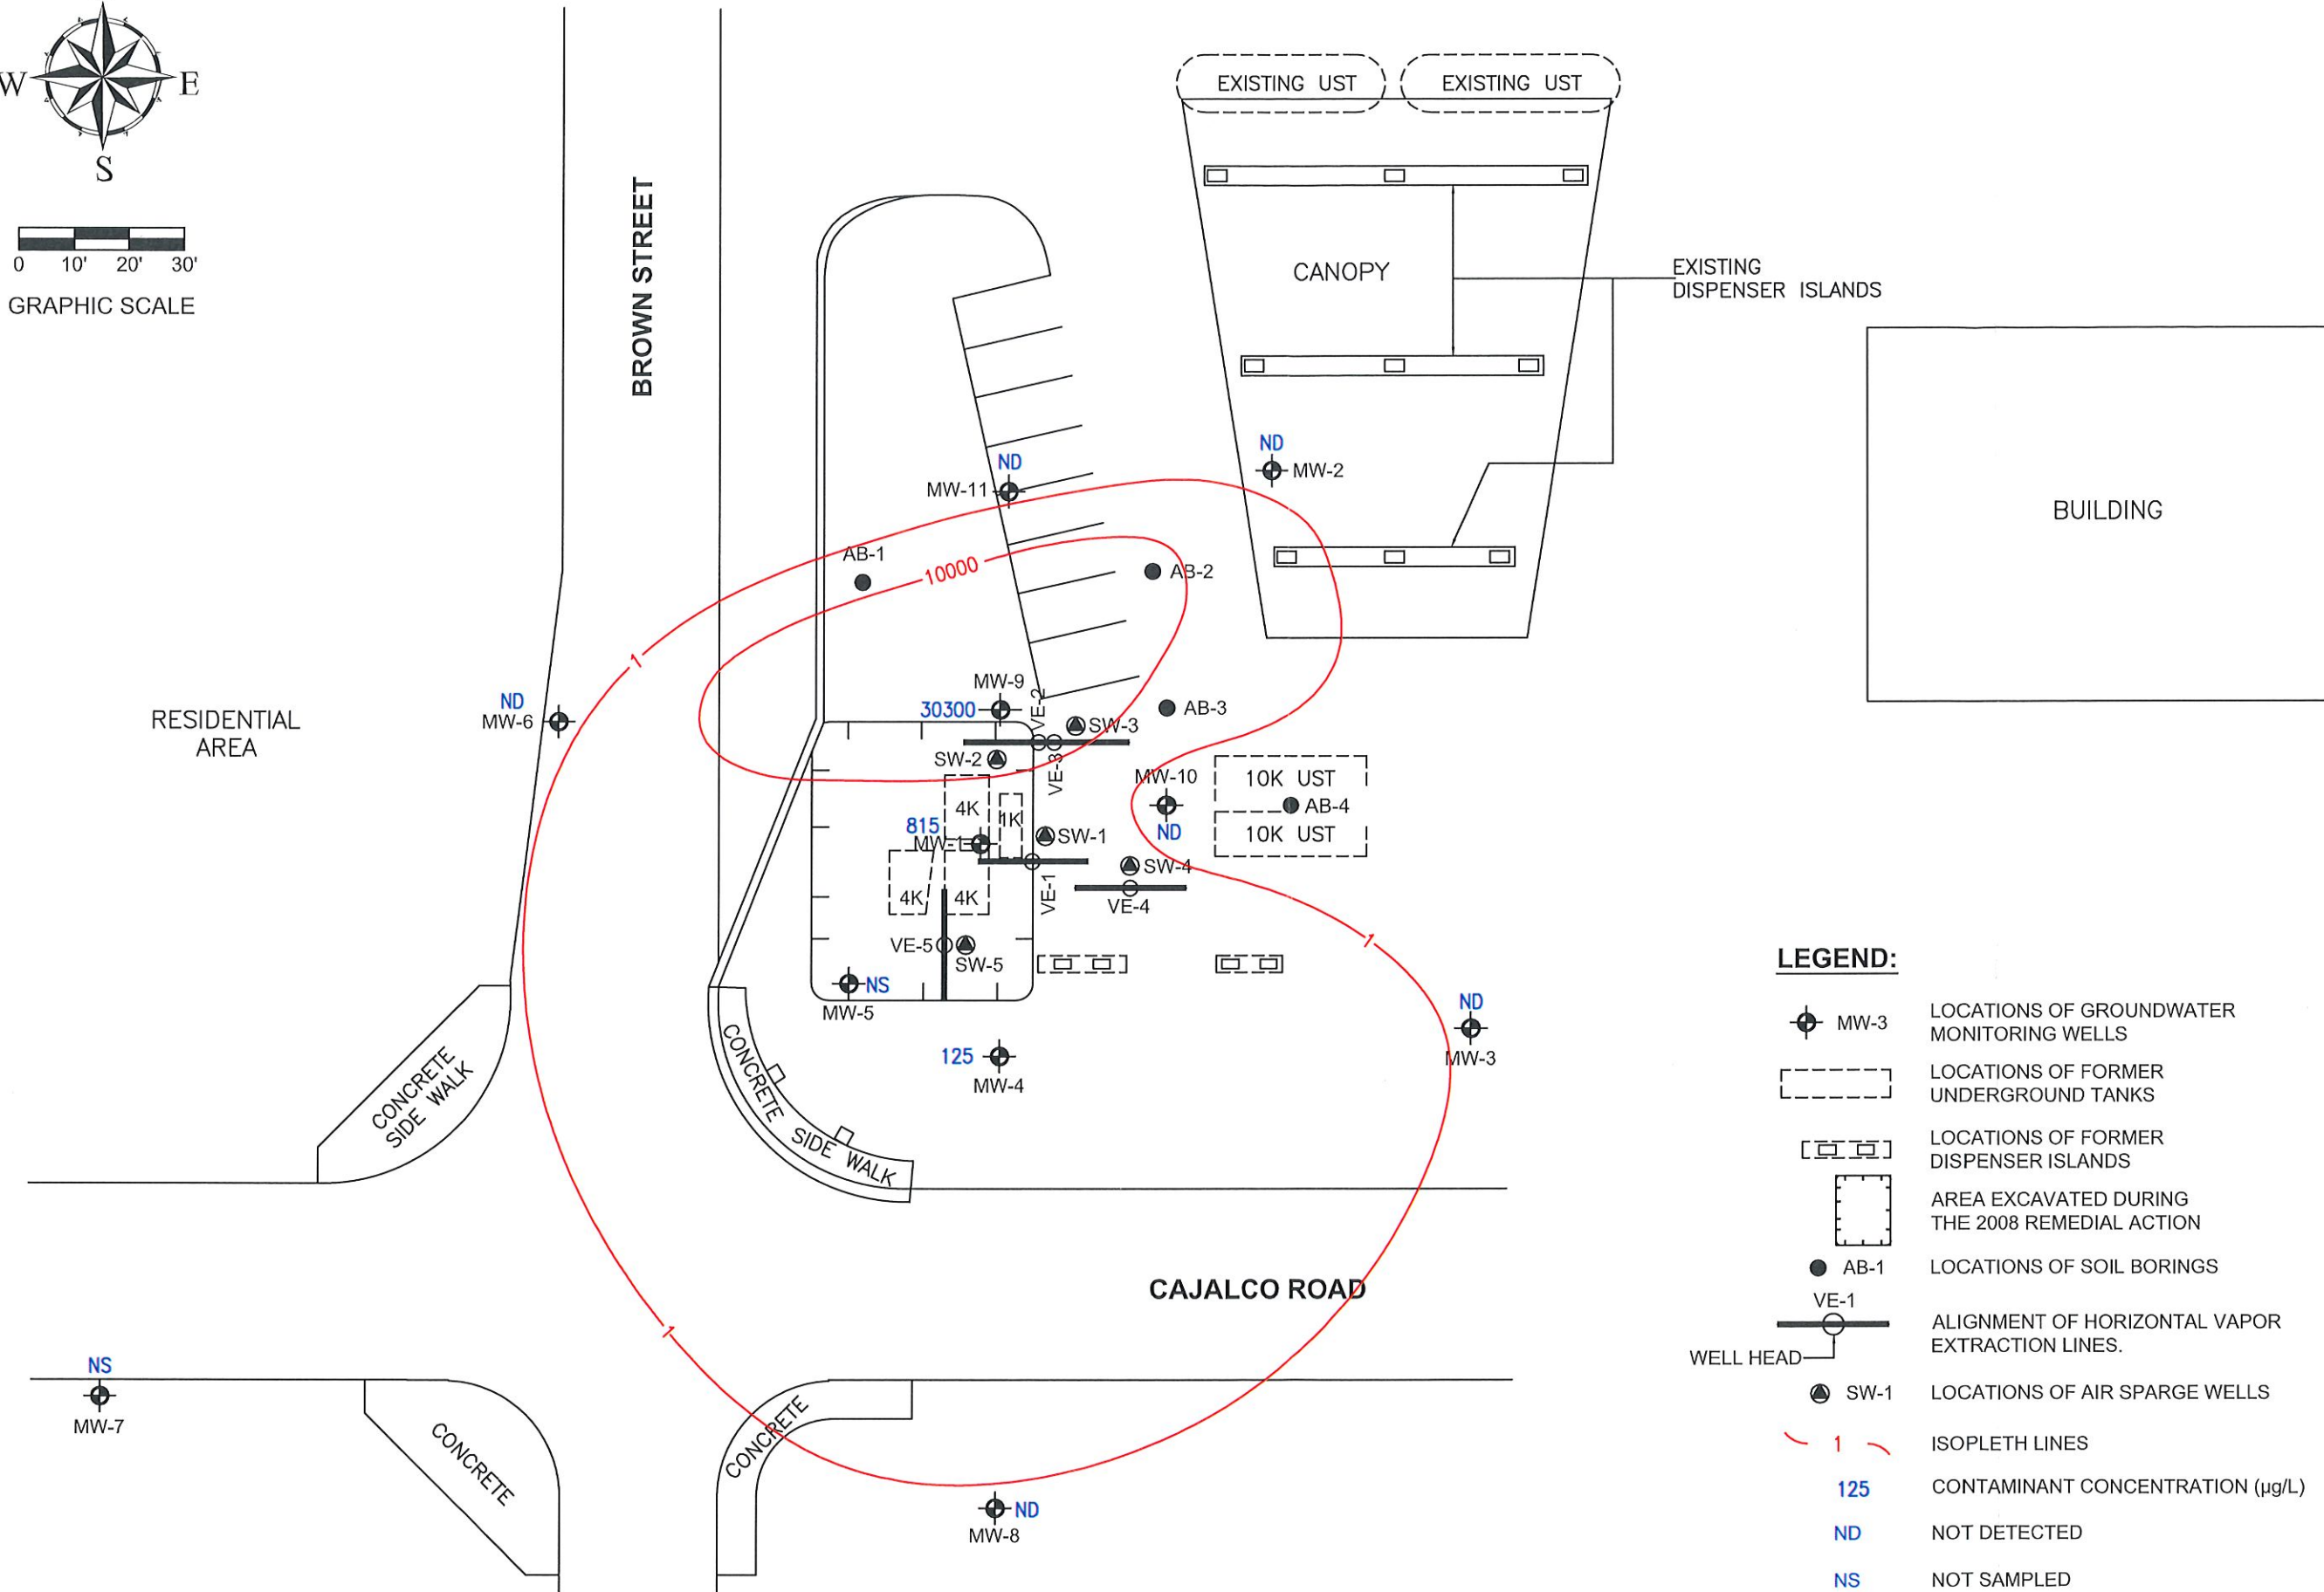 W
E
S
0 10' 20' 30'
GRAPHIC SCALE
BROWN STREET
EXISTING UST
EXISTING UST
CANOPY
EXISTING
DISPENSER ISLANDS
BUILDING
ND
MW-2
ND
MW-11
AB-1
10000
AB-2
1
ND
MW-6
RESIDENTIAL
AREA
MW-9
30300
VE-2
SW-3
AB-3
SW-2
VE-3
MW-10
ND
10K UST
AB-4
10K UST
4K
1K
815
MW-1
SW-1
4K
4K
VE-1
SW-4
VE-4
VE-5
SW-5
1
NS
MW-5
ND
MW-3
125
MW-4
CONCRETE
SIDE WALK
CONCRETE SIDE WALK
CAJALCO ROAD
1
NS
MW-7
CONCRETE
CONCRETE
ND
MW-8
LEGEND:
MW-3
LOCATIONS OF GROUNDWATER
MONITORING WELLS
LOCATIONS OF FORMER
UNDERGROUND TANKS
LOCATIONS OF FORMER
DISPENSER ISLANDS
AREA EXCAVATED DURING
THE 2008 REMEDIAL ACTION
AB-1 LOCATIONS OF SOIL BORINGS
VE-1
ALIGNMENT OF HORIZONTAL VAPOR
EXTRACTION LINES.
WELL HEAD
SW-1 LOCATIONS OF AIR SPARGE WELLS
1 ISOPLETH LINES
125 CONTAMINANT CONCENTRATION (µg/L)
ND NOT DETECTED
NS NOT SAMPLED